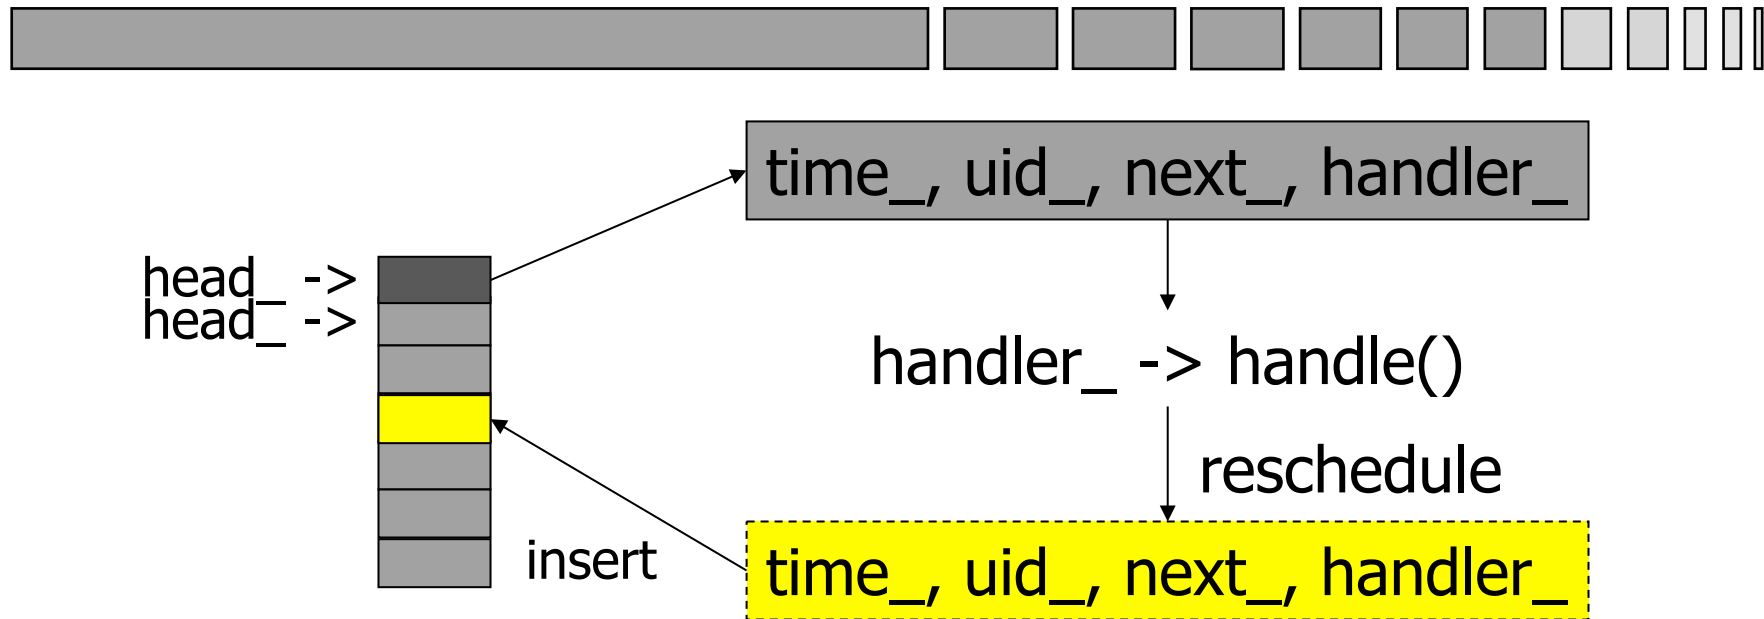 time_, uid_, next_, handler_
head_ ->
head_ ->
handler_ -> handle()
reschedule
insert
time_, uid_, next_, handler_